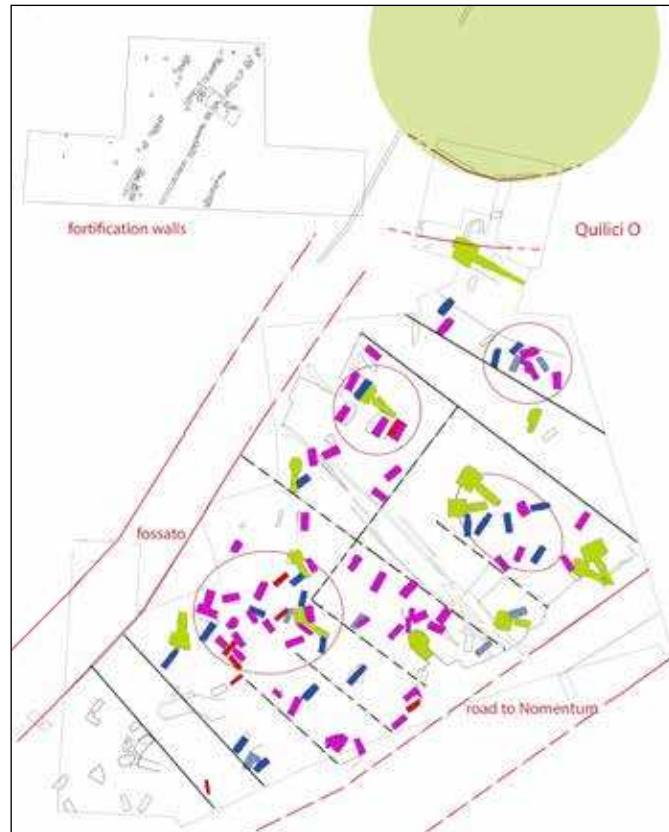 fortification walls
Quilici O
fossato
road to Nomentum